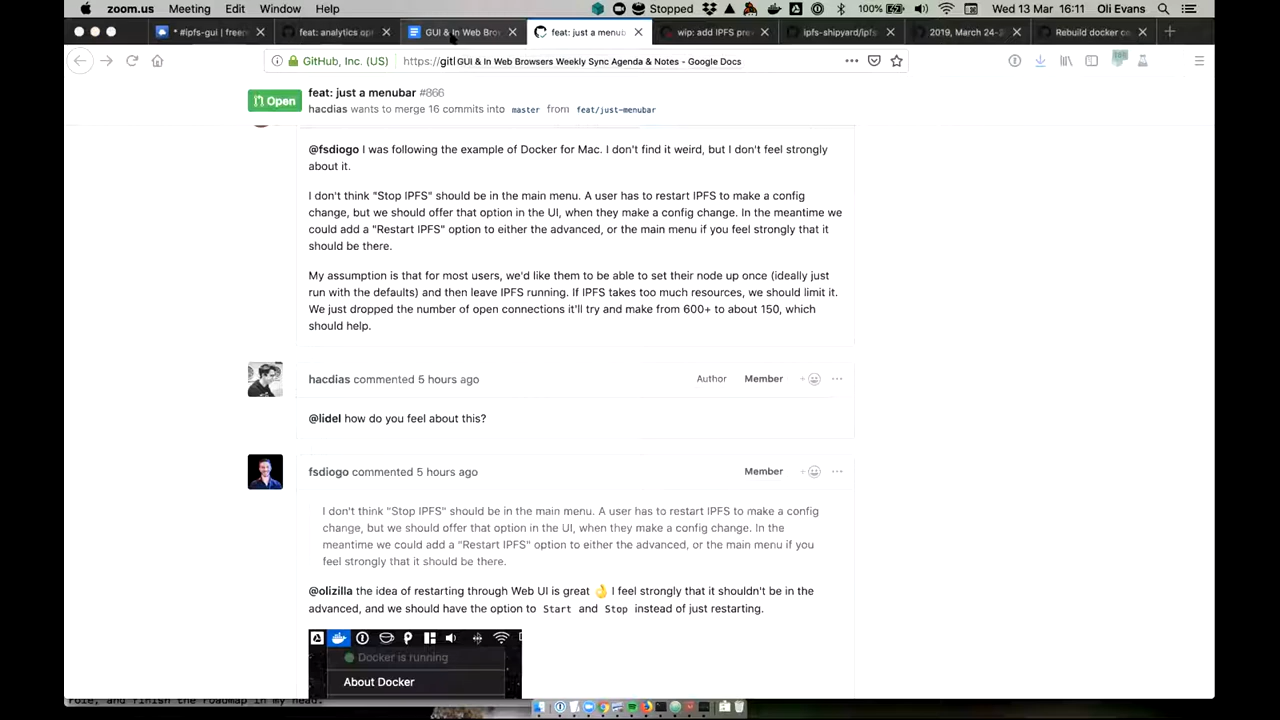 zoom.us Meeting Edit Window Help Stopped 100% Wed 13 Mar 16:11 Oli Evans
* #ipfs-gui | freen
feat: analytics opt
GUI & In Web Brow
feat: just a menub
wip: add IPFS prev
ipfs-shipyard/ipfs
2019, March 24-2
Rebuild docker co
GitHub, Inc. (US) https://gitl GUI & In Web Browsers Weekly Sync Agenda & Notes - Google Docs
Open
feat: just a menubar #866
hacdias wants to merge 16 commits into master from feat/just-menubar
@fsdiogo I was following the example of Docker for Mac. I don't find it weird, but I don't feel strongly
about it.
I don't think "Stop IPFS" should be in the main menu. A user has to restart IPFS to make a config
change, but we should offer that option in the UI, when they make a config change. In the meantime we
could add a "Restart IPFS" option to either the advanced, or the main menu if you feel strongly that it
should be there.
My assumption is that for most users, we'd like them to be able to set their node up once (ideally just
run with the defaults) and then leave IPFS running. If IPFS takes too much resources, we should limit it.
We just dropped the number of open connections it'll try and make from 600+ to about 150, which
should help.
hacdias commented 5 hours ago Author Member
@lidel how do you feel about this?
fsdiogo commented 5 hours ago Member
I don't think "Stop IPFS" should be in the main menu. A user has to restart IPFS to make a config
change, but we should offer that option in the UI, when they make a config change. In the
meantime we could add a "Restart IPFS" option to either the advanced, or the main menu if you
feel strongly that it should be there.
@olizilla the idea of restarting through Web UI is great 👌 I feel strongly that it shouldn't be in the
advanced, and we should have the option to Start and Stop instead of just restarting.
Docker is running
About Docker
role, and finish the roadmap in my head.